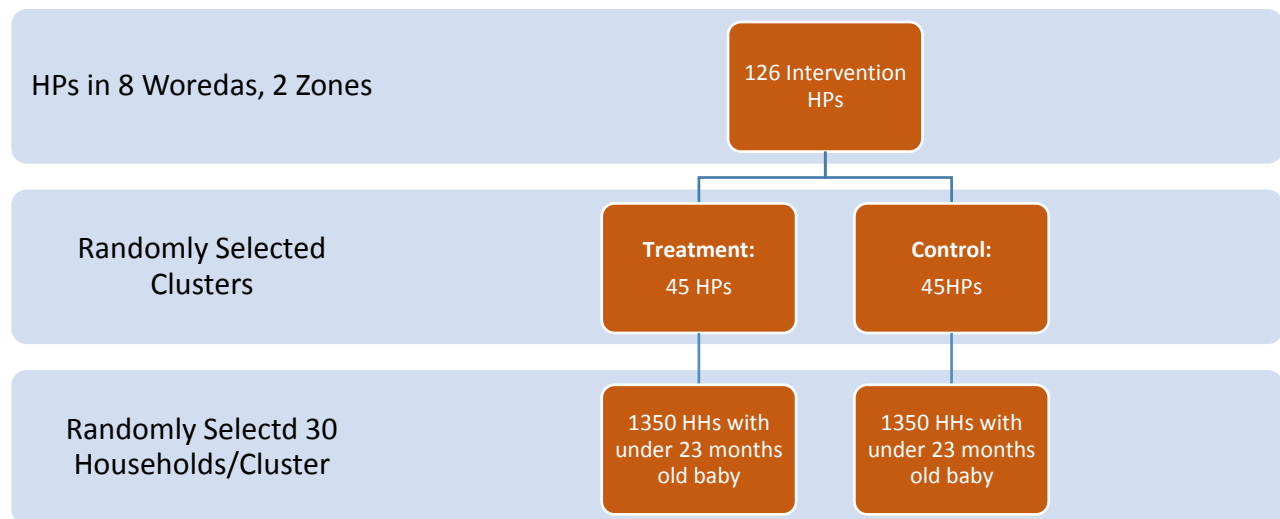 HPs in 8 Woredas, 2 Zones
126 Intervention
HPs
Randomly Selected
Clusters
Treatment:
45 HPs
Control:
45HPs
Randomly Selectd 30
Households/Cluster
1350 HHs with
under 23 months
old baby
1350 HHs with
under 23 months
old baby